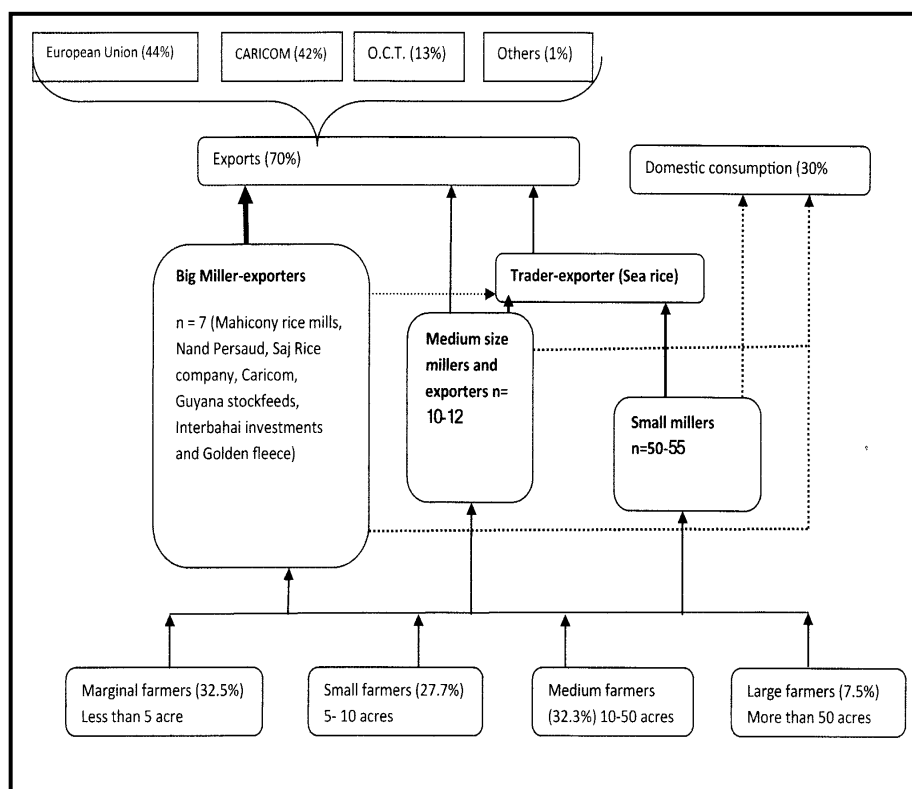 European Union (44%)
CARICOM (42%)
O.C.T. (13%)
Others (1%)
Exports (70%)
Domestic consumption (30%
Big Miller-exporters
n = 7 (Mahicony rice mills,
Nand Persaud, Saj Rice
company, Caricom,
Guyana stockfeeds,
Interbahai investments
and Golden fleece)
Trader-exporter (Sea rice)
Medium size
millers and
exporters n=
10-12
Small millers
n=50-55
Marginal farmers (32.5%)
Less than 5 acre
Small farmers (27.7%)
5- 10 acres
Medium farmers
(32.3%) 10-50 acres
Large farmers (7.5%)
More than 50 acres